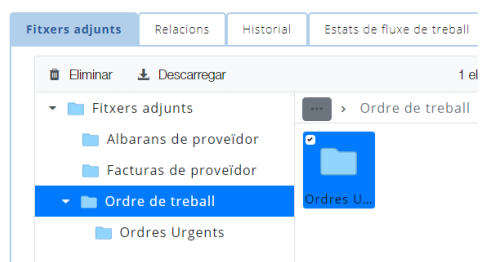 Fitxers adjunts Relacions Historial Estats de fluxe de treball
Eliminar Descarregar 1 el
Fitxers adjunts
Albarans de proveïdor
Facturas de proveïdor
Ordre de treball
Ordres Urgents
... › Ordre de treball
Ordres U...